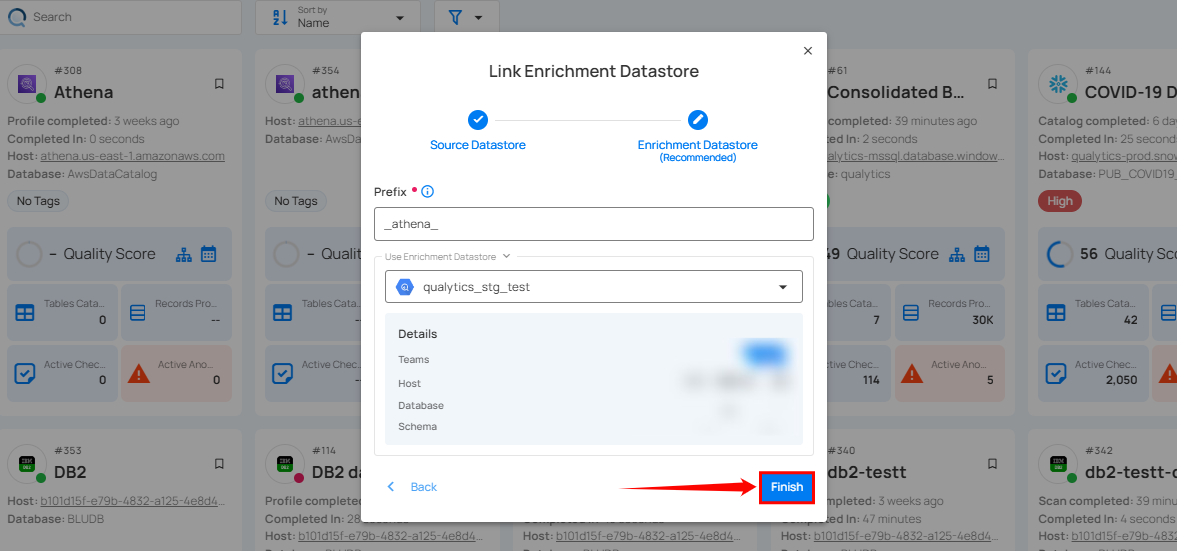 Search
Sort by
Name
#308
Athena
Profile completed: 3 weeks ago
Completed In: 0 seconds
Host: athena.us-east-1.amazonaws.com
Database: AwsDataCatalog
No Tags
– Quality Score
Tables Cata...
0
Records Pro...
--
Active Chec...
0
Active Ano...
0
#354
athen
Host: athena.us-e
Database: AwsDa
No Tags
– Qualit
Tables Cata
--
Active Chec
--
Link Enrichment Datastore
Source Datastore
Enrichment Datastore
(Recommended)
Prefix
_athena_
Use Enrichment Datastore
qualytics_stg_test
Details
Teams
Host
Database
Schema
Back
Finish
#61
Consolidated B...
completed: 39 minutes ago
Completed In: 2 seconds
alytics-mssql.database.window...
qualytics
49 Quality Score
7
Records Pro...
30K
114
Active Ano...
5
#144
COVID-19 D
Catalog completed: 6 da
Completed In: 25 second
Host: qualytics-prod.snow
Database: PUB_COVID19_
High
56 Quality Sco
Tables Cata...
42
Active Chec...
2,050
#353
DB2
Host: b101d15f-e79b-4832-a125-4e8d4...
Database: BLUDB
#114
DB2 da
Profile completed
Completed In: 28
Host: b101d15f-e79b-4832-a125-4e8d4...
b101d15f-e79b-4832-a125-4e8d4...
#340
db2-testt
completed: 3 weeks ago
Completed In: 47 minutes
Host: b101d15f-e79b-4832-a125-4e8d4...
#342
db2-testt-c
Scan completed: 39 minu
Completed In: 4 seconds
Host: b101d15f-e79b-4832